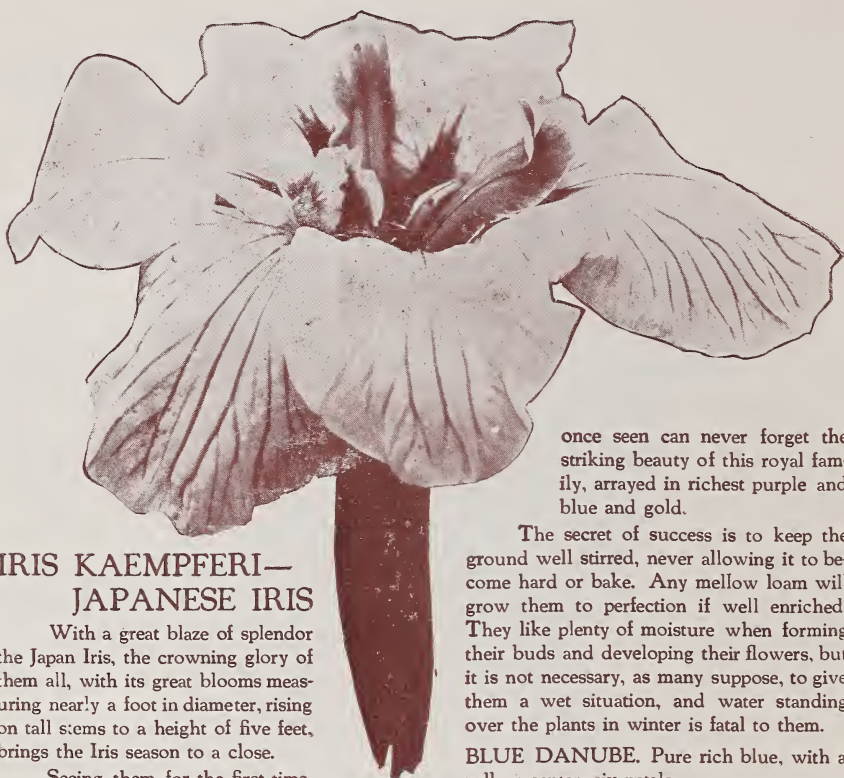 IRIS KAEMPFERI—
JAPANESE IRIS
With a great blaze of splendor
the Japan Iris, the crowning glory of
them all, with its great blooms meas-
uring nearly a foot in diameter, rising
on tall stems to a height of five feet,
brings the Iris season to a close.
Seeing them for the first time,
once seen can never forget the
striking beauty of this royal fam-
ily, arrayed in richest purple and
blue and gold.
The secret of success is to keep the
ground well stirred, never allowing it to be-
come hard or bake. Any mellow loam will
grow them to perfection if well enriched.
They like plenty of moisture when forming
their buds and developing their flowers, but
it is not necessary, as many suppose, to give
them a wet situation, and water standing
over the plants in winter is fatal to them.
BLUE DANUBE. Pure rich blue, with a